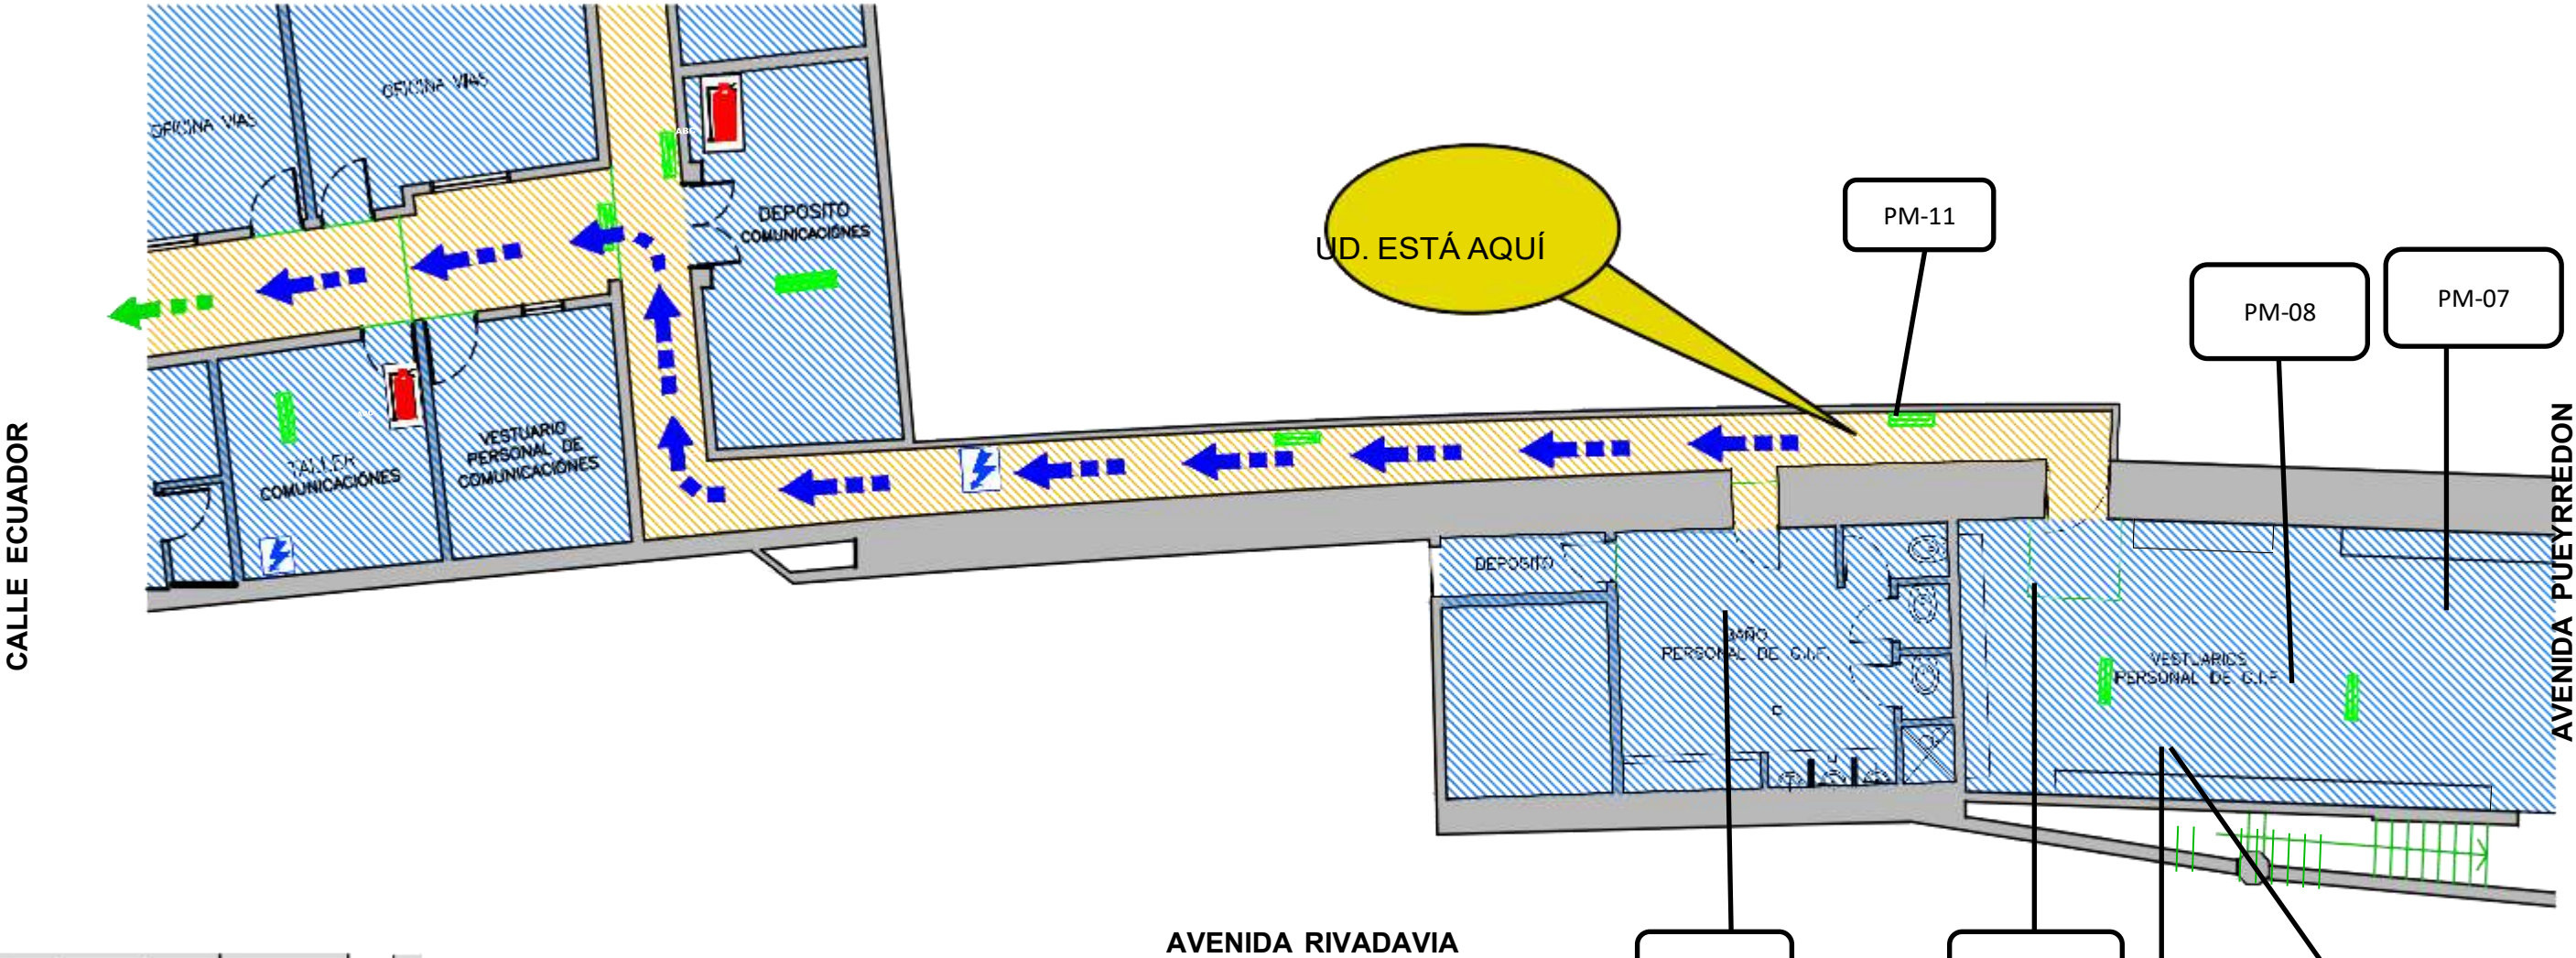 OFICINA VIAS
OFICINA VIAS
ABC
DEPOSITO
COMUNICACIONES
UD. ESTÁ AQUÍ
PM-11
PM-08
PM-07
CALLE ECUADOR
TALLER
COMUNICACIONES
VESTUARIO
PERSONAL DE
COMUNICACIONES
DEPOSITO
BAÑO
PERSONAL DE G.I.F.
VESTUARIOS
PERSONAL DE G.I.F
AVENIDA PUEYRREDON
AVENIDA RIVADAVIA